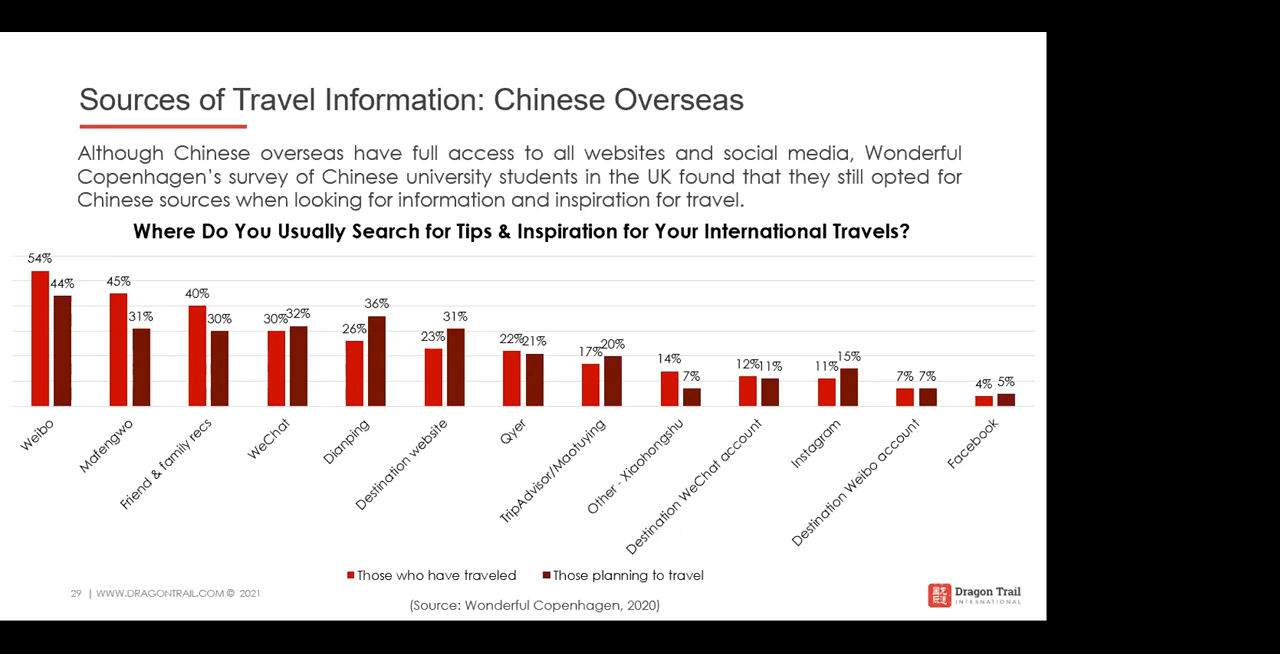 Sources of Travel Information: Chinese Overseas
Although Chinese overseas have full access to all websites and social media, Wonderful
Copenhagen's survey of Chinese university students in the UK found that they still opted for
Chinese sources when looking for information and inspiration for travel.
Where Do You Usually Search for Tips & Inspiration for Your International Travels?
54% 44% 45% 31% 40% 30% 30% 32% 26% 36% 23% 31% 22% 21% 17% 20% 14% 7% 12% 11% 11% 15% 7% 7% 4% 5%
Weibo
Mafengwo
Friend & family recs
WeChat
Dianping
Destination website
Qyer
TripAdvisor/Maotuying
Other - Xiaohongshu
Destination WeChat account
Instagram
Destination Weibo account
Facebook
Those who have traveled Those planning to travel
29 | WWW.DRAGONTRAIL.COM © 2021
(Source: Wonderful Copenhagen, 2020)
Dragon Trail
INTERNATIONAL